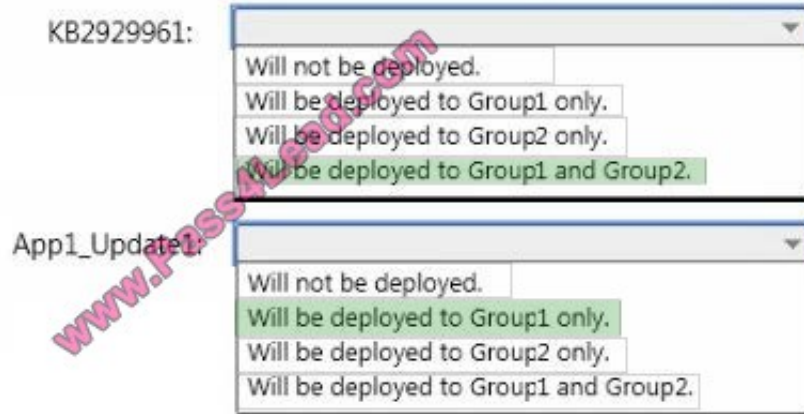 KB2929961:
Will not be deployed.
Will be deployed to Group1 only.
Will be deployed to Group2 only.
Will be deployed to Group1 and Group2.
App1_Update1:
Will not be deployed.
Will be deployed to Group1 only.
Will be deployed to Group2 only.
Will be deployed to Group1 and Group2.
www.Pass4Lead.com